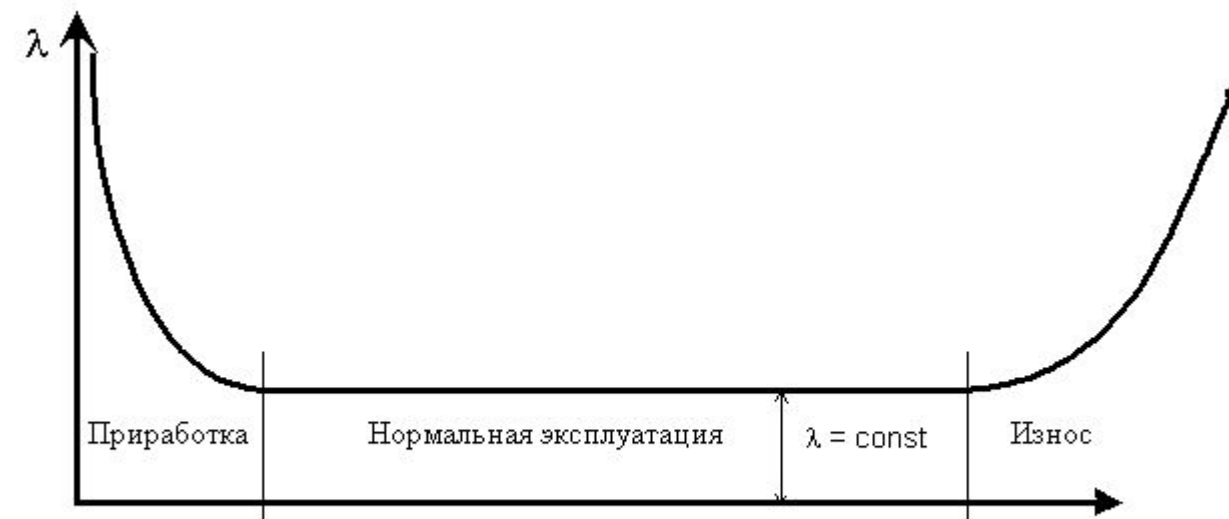 λ
Приработка
Нормальная эксплуатация
λ = const
Износ